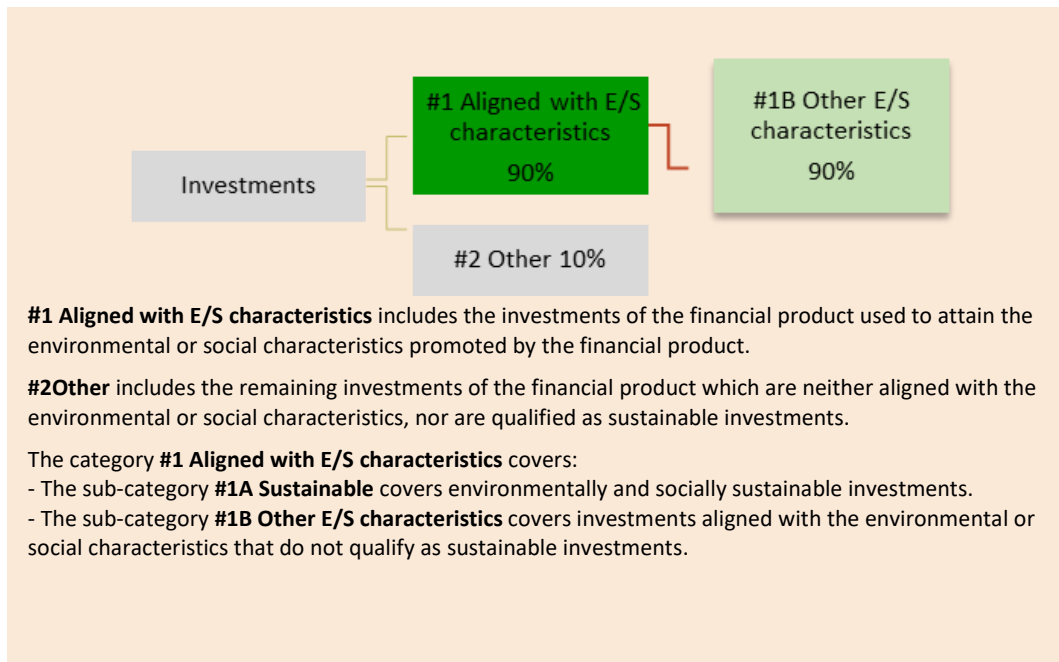 #1 Aligned with E/S
characteristics
90%
#1B Other E/S
characteristics
90%
Investments
#2 Other 10%
#1 Aligned with E/S characteristics includes the investments of the financial product used to attain the
environmental or social characteristics promoted by the financial product.
#2Other includes the remaining investments of the financial product which are neither aligned with the
environmental or social characteristics, nor are qualified as sustainable investments.
The category #1 Aligned with E/S characteristics covers:
- The sub-category #1A Sustainable covers environmentally and socially sustainable investments.
- The sub-category #1B Other E/S characteristics covers investments aligned with the environmental or
social characteristics that do not qualify as sustainable investments.